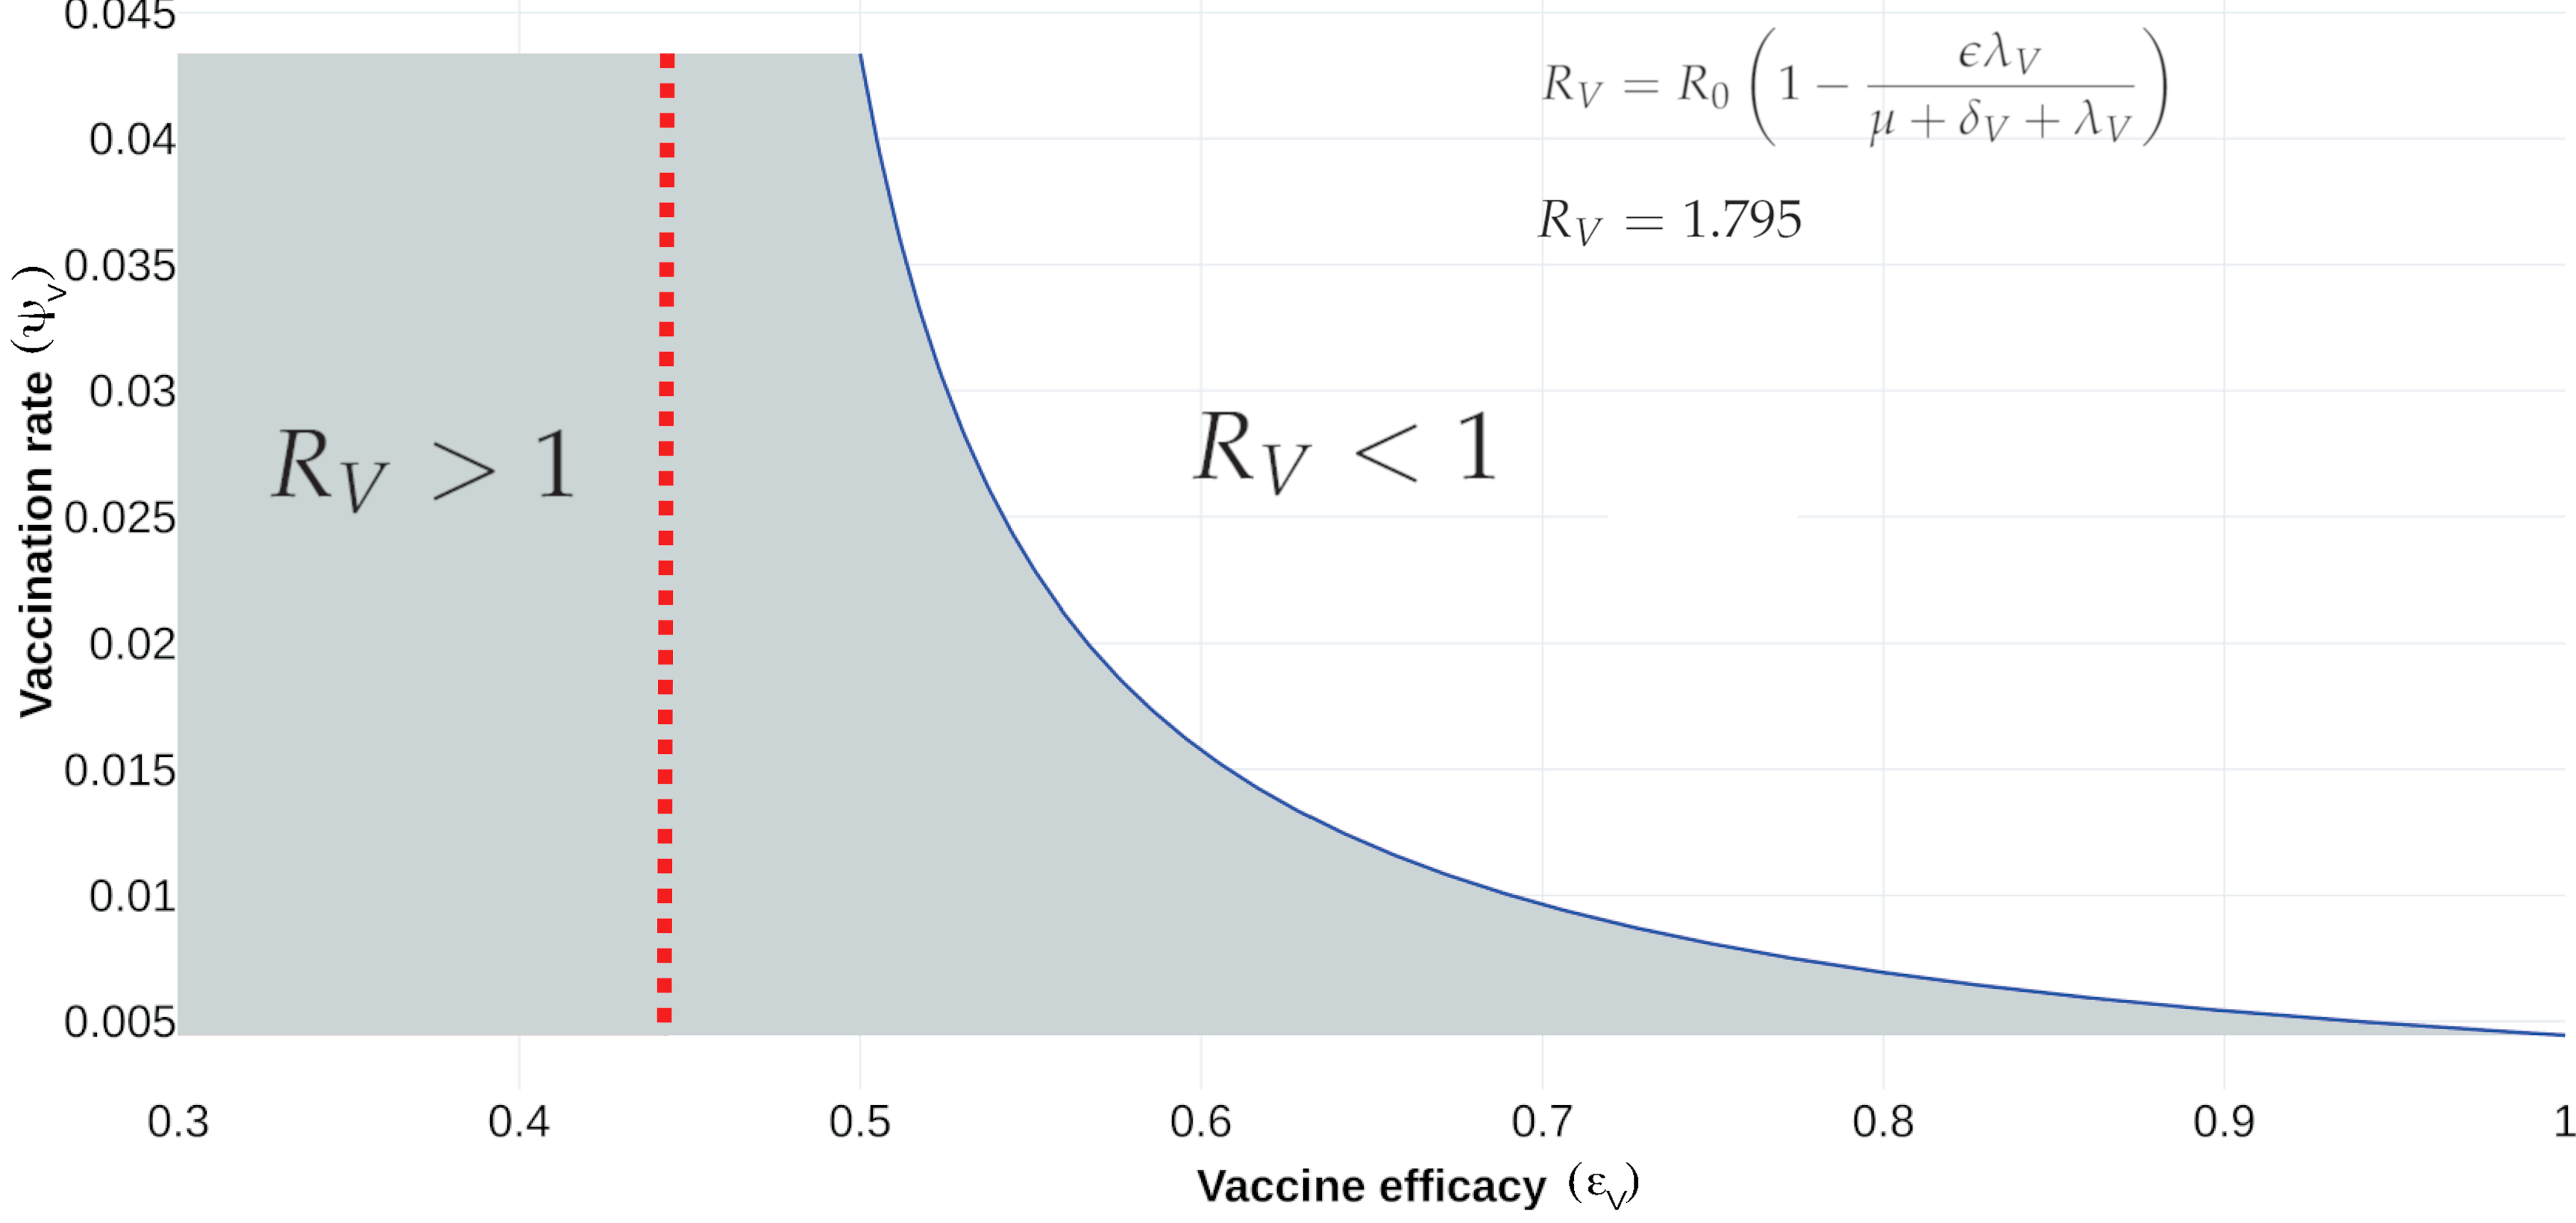 0.045
0.04
0.035
0.03
0.025
0.02
0.015
0.01
0.005
Vaccination rate (ψ_V)
R_V = R_0 (1 − ϵλ_V / (μ + δ_V + λ_V))
R_V = 1.795
R_V > 1
R_V < 1
0.3 0.4 0.5 0.6 0.7 0.8 0.9 1
Vaccine efficacy (ε_V)